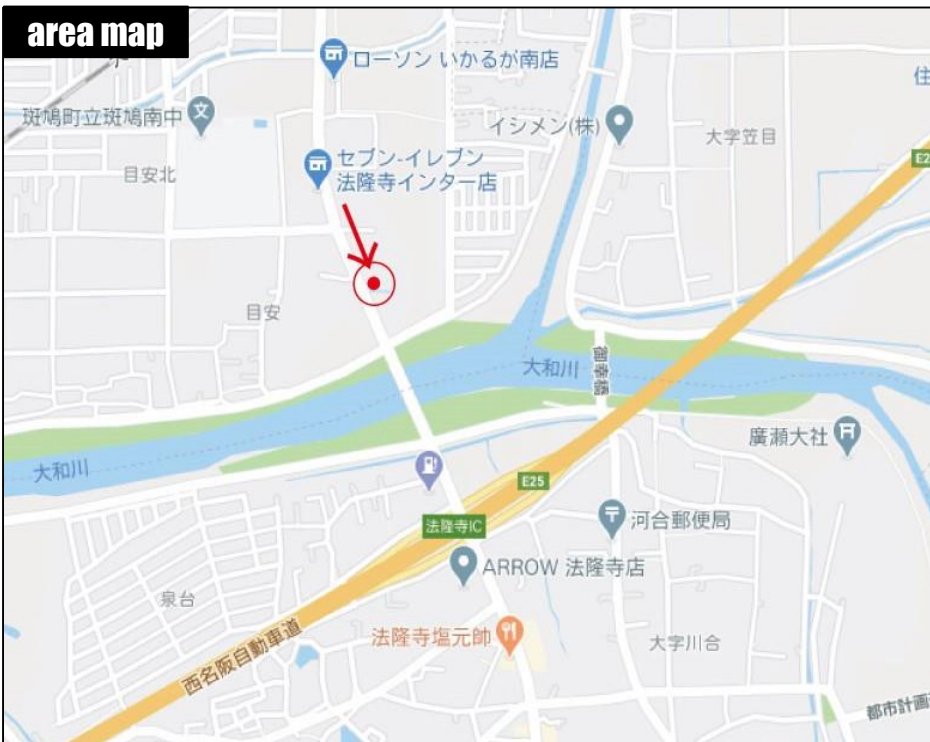 area map
ローソン いかるが南店
住
斑鳩町立斑鳩南中
イシメン(株)
大字笠目
セブン-イレブン
法隆寺インター店
E2
目安北
目安
御幸橋
大和川
廣瀬大社
大和川
E25
法隆寺IC
河合郵便局
ARROW 法隆寺店
泉台
法隆寺塩元帥
大字川合
西名阪自動車道
都市計画